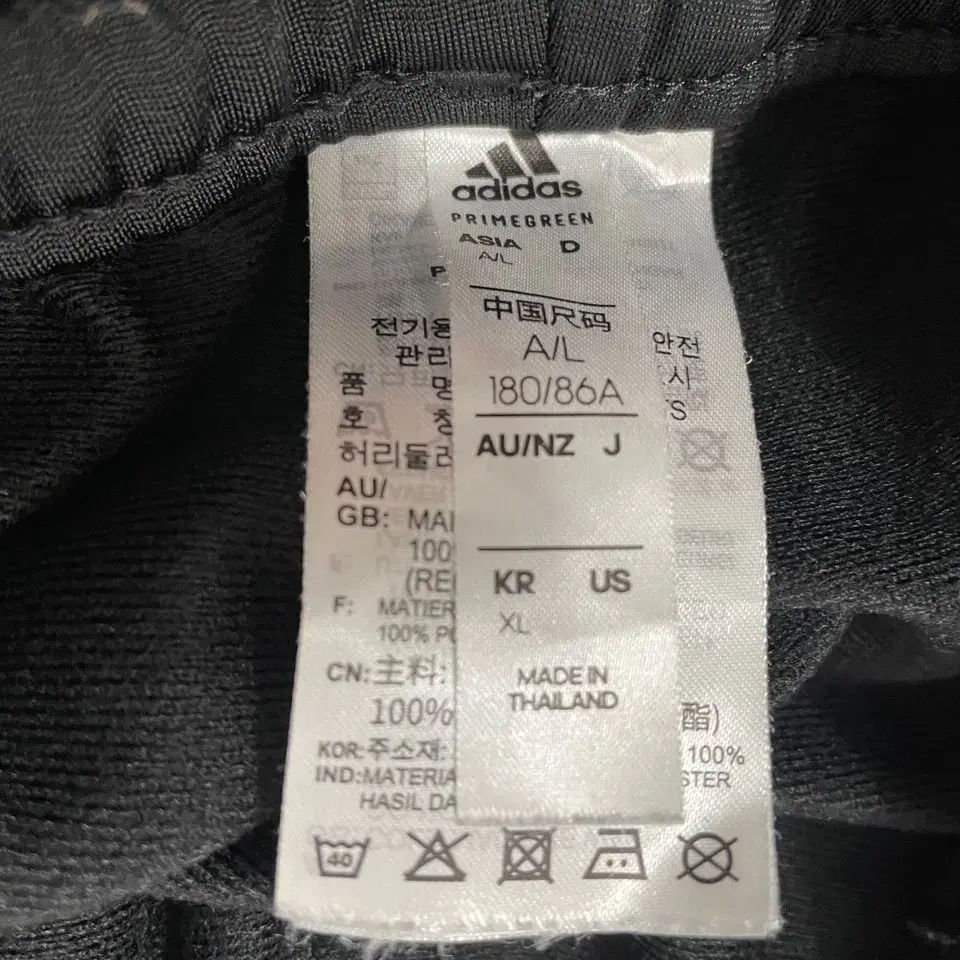 adidas
PRIMEGREEN
ASIA D
A/L
中国尺码
A/L
180/86A
AU/NZ J
KR US
XL
MADE IN
THAILAND
P
전기용
안전
관리
시
품 명
S
호 칭
허리둘레
AU/
GB: MAI
100
(RE
F: MATIER
100% P
CN:主料:
100%
酯)
KOR:주소재:
100%
IND:MATERIA
STER
HASIL DA
40